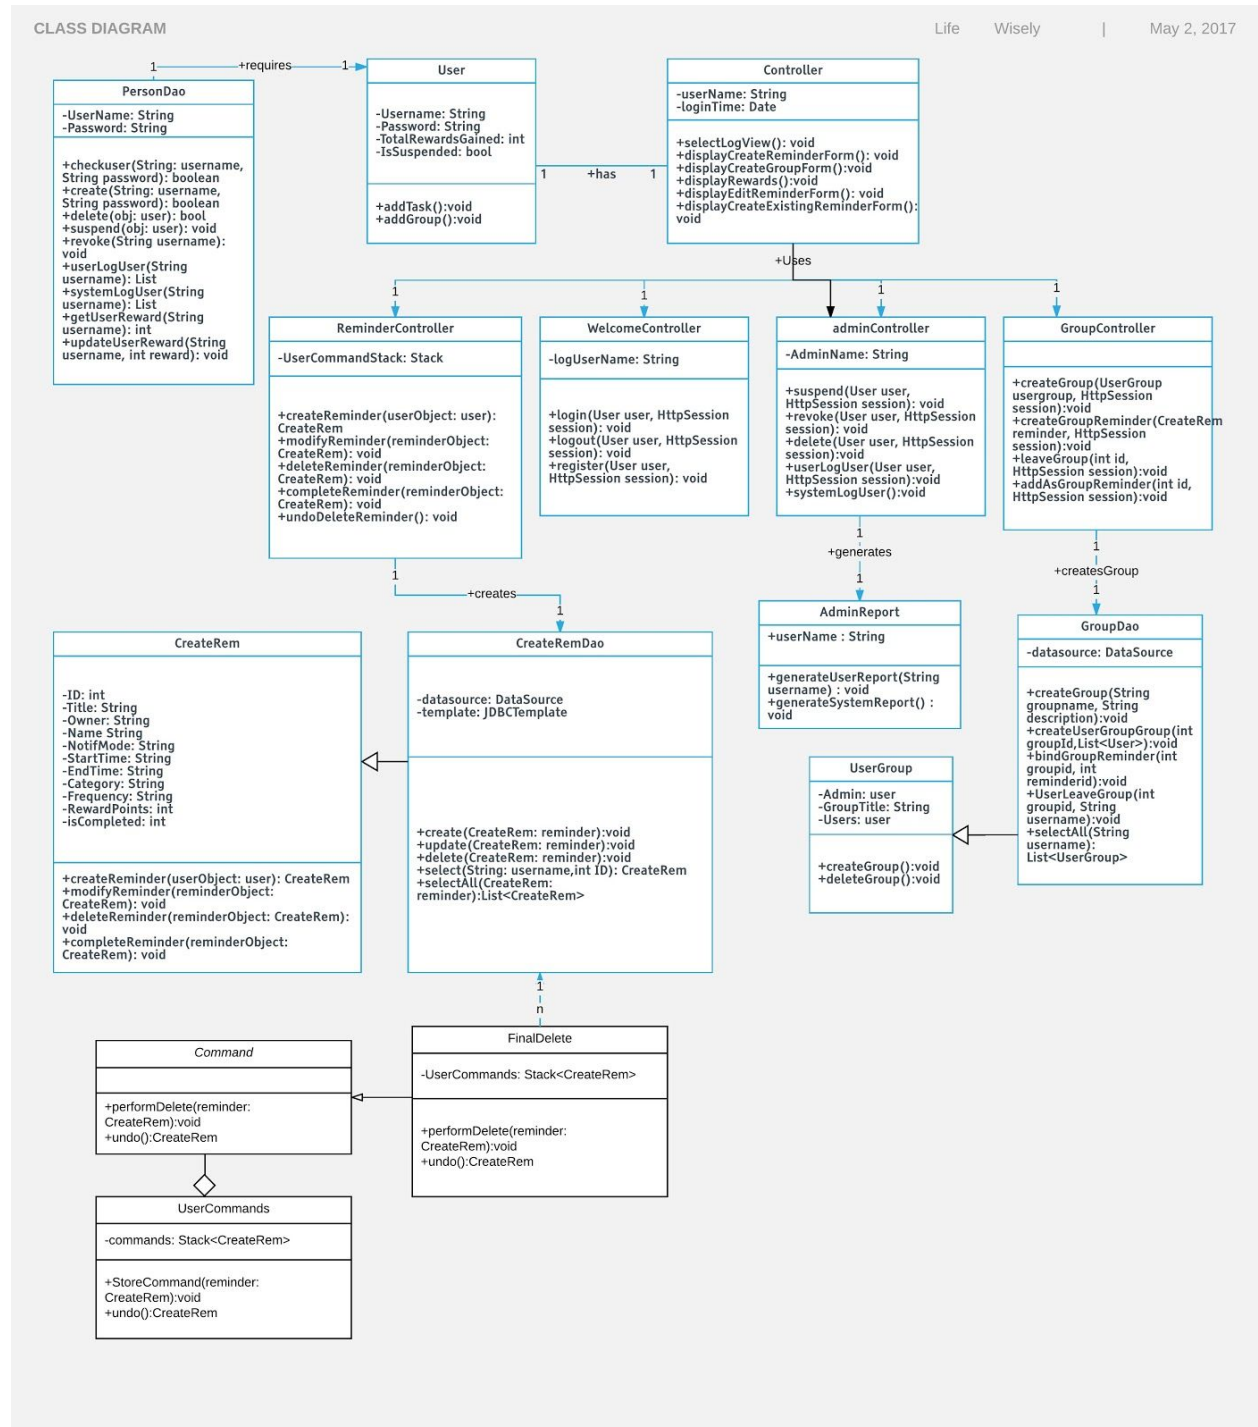 CLASS DIAGRAM
Life Wisely | May 2, 2017
1 +requires 1
PersonDao
-UserName: String
-Password: String
+checkuser(String: username,
String password): boolean
+create(String: username,
String password): boolean
+delete(obj: user): bool
+suspend(obj: user): void
+revoke(String username):
void
+userLogUser(String
username): List
+systemLogUser(String
username): List
+getUserReward(String
username): int
+updateUserReward(String
username, int reward): void
User
-Username: String
-Password: String
-TotalRewardsGained: int
-IsSuspended: bool
+addTask():void
+addGroup():void
1 +has 1
Controller
-userName: String
-loginTime: Date
+selectLogView(): void
+displayCreateReminderForm(): void
+displayCreateGroupForm():void
+displayRewards():void
+displayEditReminderForm(): void
+displayCreateExistingReminderForm():
void
+Uses
1
1
1
1
ReminderController
-UserCommandStack: Stack
+createReminder(userObject: user):
CreateRem
+modifyReminder(reminderObject:
CreateRem): void
+deleteReminder(reminderObject:
CreateRem): void
+completeReminder(reminderObject:
CreateRem): void
+undoDeleteReminder(): void
WelcomeController
-logUserName: String
+login(User user, HttpSession
session): void
+logout(User user, HttpSession
session): void
+register(User user,
HttpSession session): void
adminController
-AdminName: String
+suspend(User user,
HttpSession session): void
+revoke(User user, HttpSession
session): void
+delete(User user, HttpSession
session):void
+userLogUser(User user,
HttpSession session):void
+systemLogUser():void
GroupController
+createGroup(UserGroup
usergroup, HttpSession
session):void
+createGroupReminder(CreateRem
reminder, HttpSession
session):void
+leaveGroup(int id,
HttpSession session):void
+addAsGroupReminder(int id,
HttpSession session):void
1
+creates
1
1
+generates
1
1
+createsGroup
1
CreateRem
-ID: int
-Title: String
-Owner: String
-Name String
-NotifMode: String
-StartTime: String
-EndTime: String
-Category: String
-Frequency: String
-RewardPoints: int
-isCompleted: int
+createReminder(userObject: user): CreateRem
+modifyReminder(reminderObject:
CreateRem): void
+deleteReminder(reminderObject: CreateRem):
void
+completeReminder(reminderObject:
CreateRem): void
CreateRemDao
-datasource: DataSource
-template: JDBCTemplate
+create(CreateRem: reminder):void
+update(CreateRem: reminder):void
+delete(CreateRem: reminder):void
+select(String: username,int ID): CreateRem
+selectAll(CreateRem:
reminder):List<CreateRem>
AdminReport
+userName : String
+generateUserReport(String
username) : void
+generateSystemReport() :
void
GroupDao
-datasource: DataSource
+createGroup(String
groupname, String
description):void
+createUserGroupGroup(int
groupId,List<User>):void
+bindGroupReminder(int
groupid, int
reminderid):void
+UserLeaveGroup(int
groupid, String
username):void
+selectAll(String
username):
List<UserGroup>
UserGroup
-Admin: user
-GroupTitle: String
-Users: user
+createGroup():void
+deleteGroup():void
1
n
Command
+performDelete(reminder:
CreateRem):void
+undo():CreateRem
FinalDelete
-UserCommands: Stack<CreateRem>
+performDelete(reminder:
CreateRem):void
+undo():CreateRem
UserCommands
-commands: Stack<CreateRem>
+StoreCommand(reminder:
CreateRem):void
+undo():CreateRem